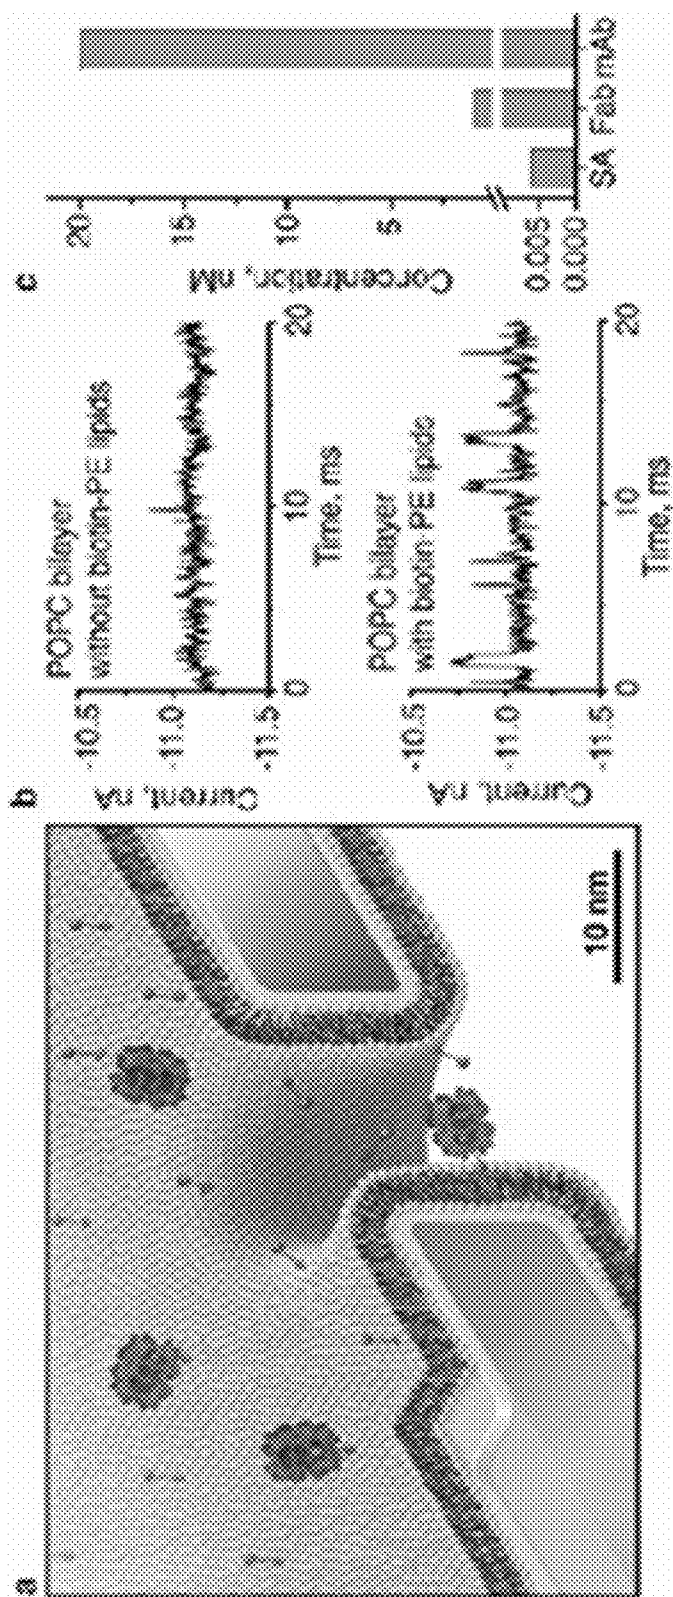 a
10 nm
b
POPC bilayer
without biotin-PE lipids
Current, nA
-10.5
-11.0
-11.5
0
10
20
Time, ms
POPC bilayer
with biotin-PE lipids
Current, nA
-10.5
-11.0
-11.5
0
10
20
Time, ms
c
Concentration, nM
20
15
10
5
0.005
0.000
SA Fab mAb